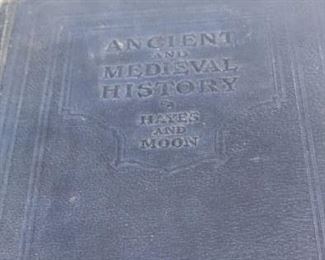 ANCIENT
AND
MEDIEVAL
HISTORY
HAYES
AND
MOON